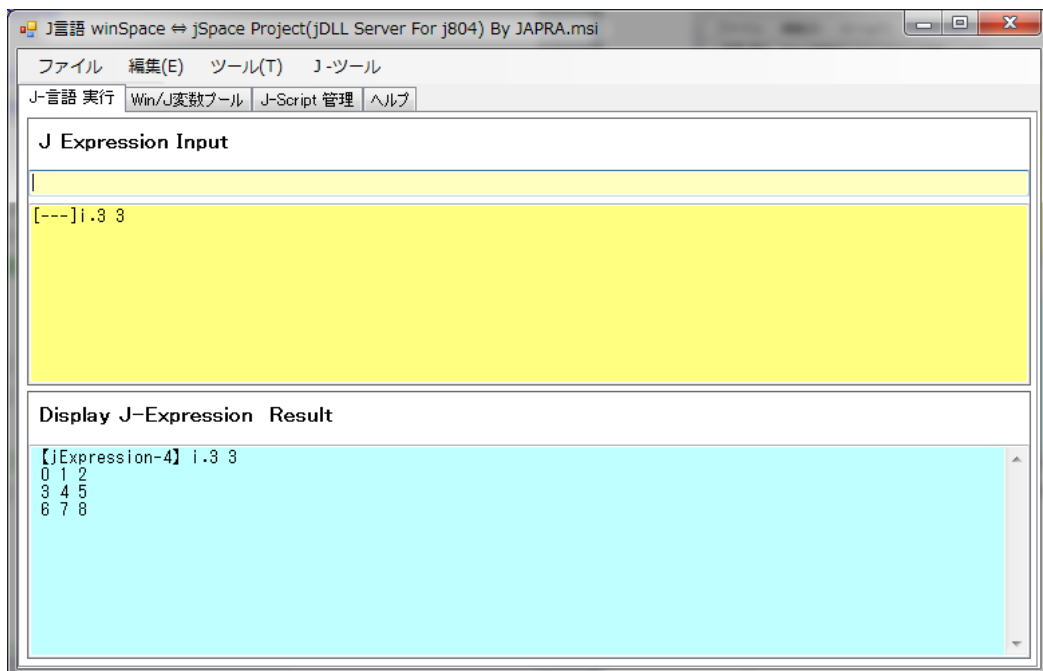 J言語 winSpace ⇔ jSpace Project(jDLL Server For j804) By JAPRA.msi
ファイル 編集(E) ツール(T) J-ツール
J-言語 実行 Win/J変数プール J-Script 管理 ヘルプ
J Expression Input
[---]i.3 3
Display J-Expression Result
【jExpression-4】i.3 3
0 1 2
3 4 5
6 7 8